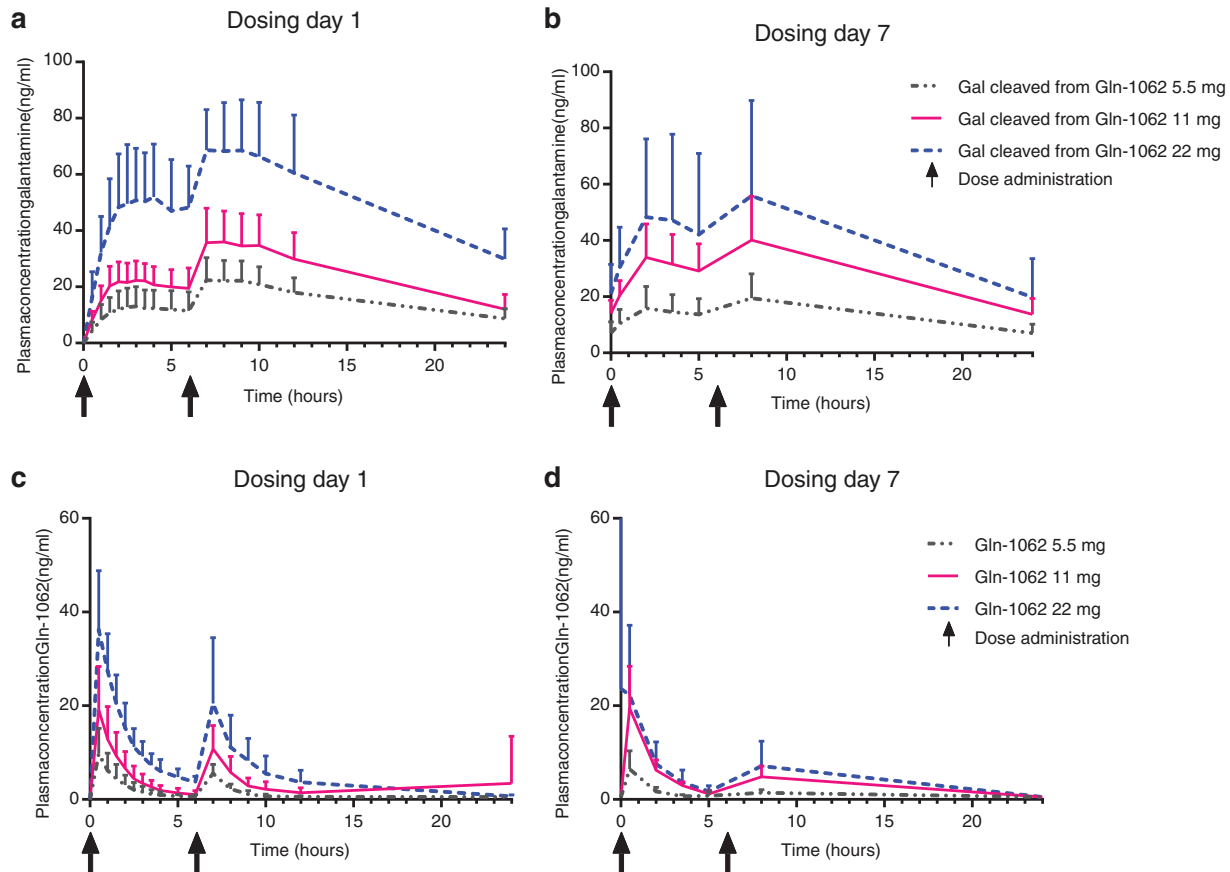 a
Dosing day 1
Plasmaconcentrationgalantamine(ng/ml)
100
80
60
40
20
0
0 5 10 15 20
Time (hours)
b
Dosing day 7
Plasmaconcentrationgalantamine(ng/ml)
100
80
60
40
20
0
0 5 10 15 20
Time (hours)
Gal cleaved from Gln-1062 5.5 mg
Gal cleaved from Gln-1062 11 mg
Gal cleaved from Gln-1062 22 mg
Dose administration
c
Dosing day 1
PlasmaconcentrationGln-1062(ng/ml)
60
40
20
0
0 5 10 15 20
Time (hours)
d
Dosing day 7
PlasmaconcentrationGln-1062(ng/ml)
60
40
20
0
0 5 10 15 20
Time (hours)
Gln-1062 5.5 mg
Gln-1062 11 mg
Gln-1062 22 mg
Dose administration